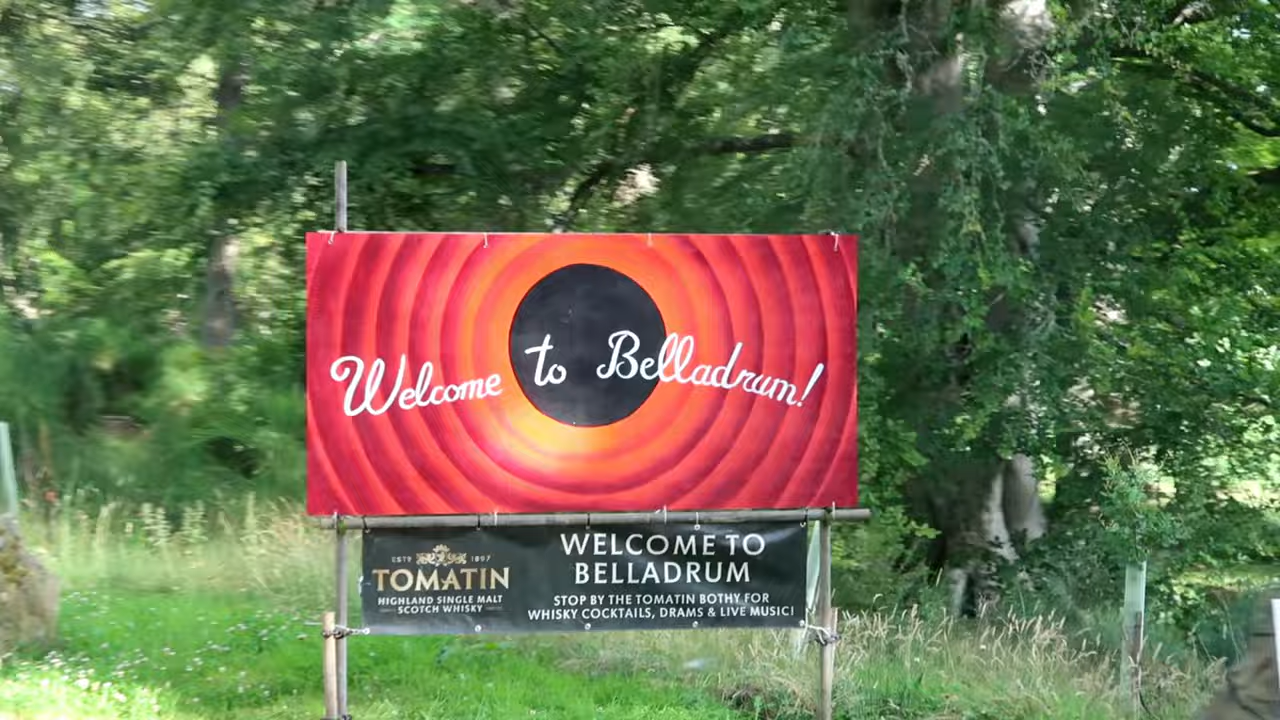 Welcome to Belladrum!
ESTD 1897
TOMATIN
HIGHLAND SINGLE MALT
SCOTCH WHISKY
WELCOME TO
BELLADRUM
STOP BY THE TOMATIN BOTHY FOR
WHISKY COCKTAILS, DRAMS & LIVE MUSIC!